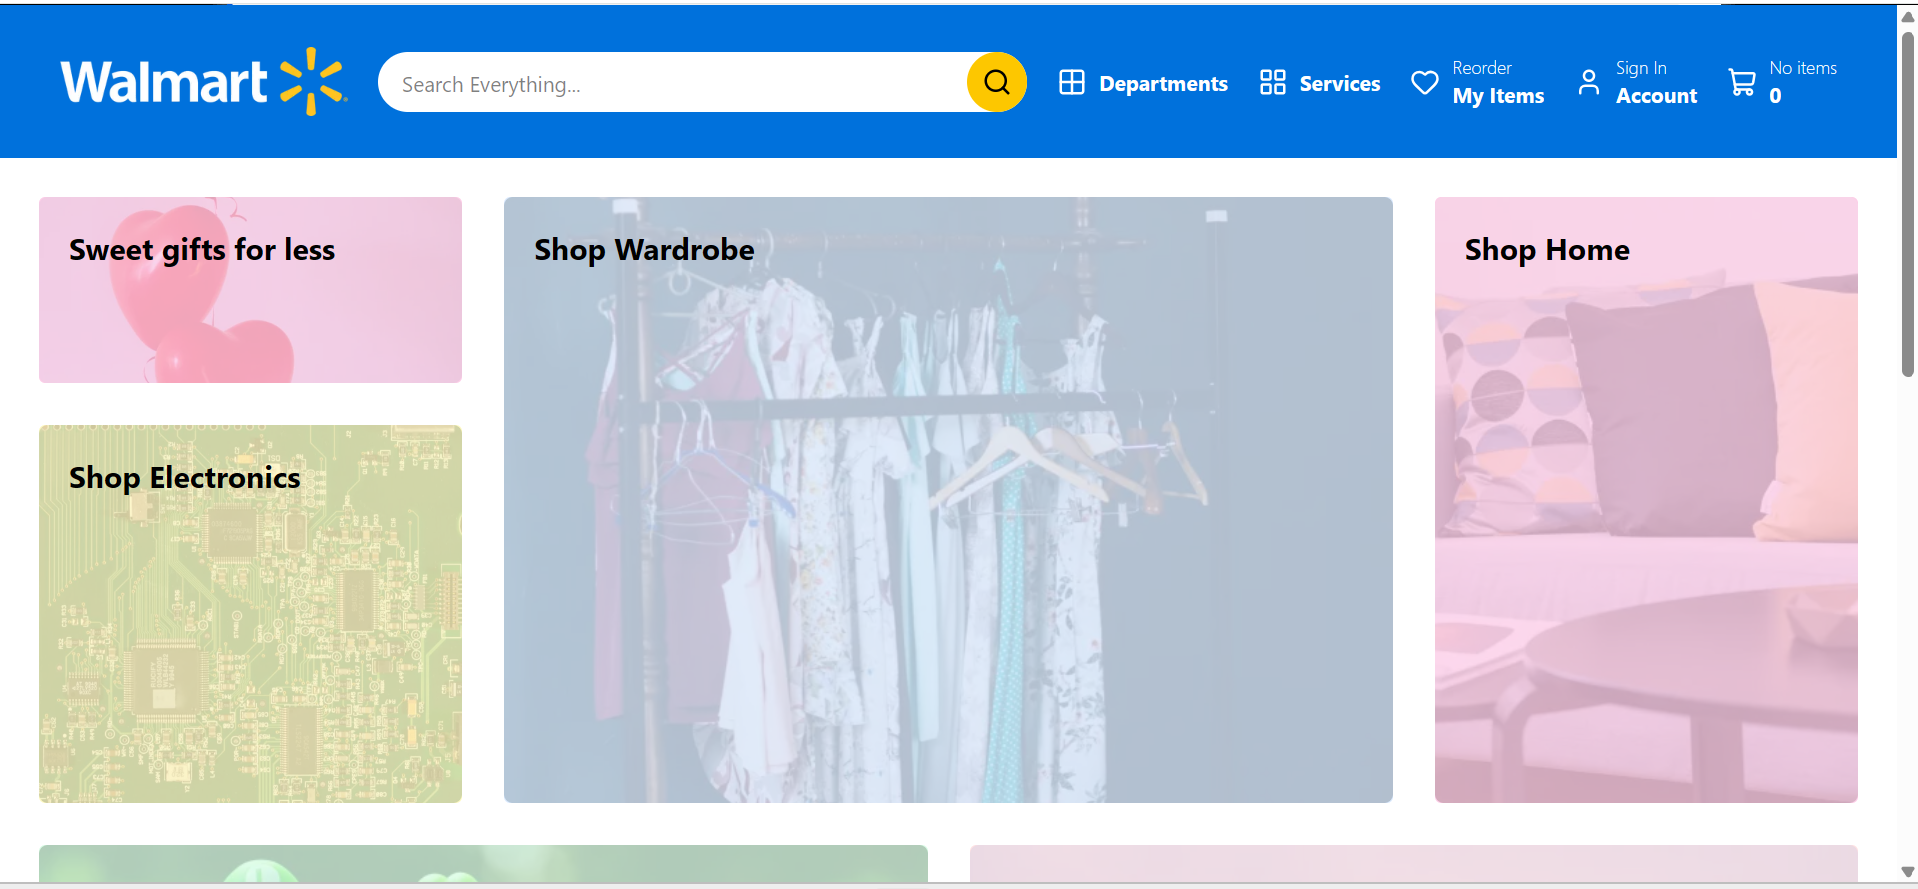 Walmart
Search Everything...
Departments
Services
Reorder
My Items
Sign In
Account
No items
0
Sweet gifts for less
Shop Wardrobe
Shop Home
Shop Electronics